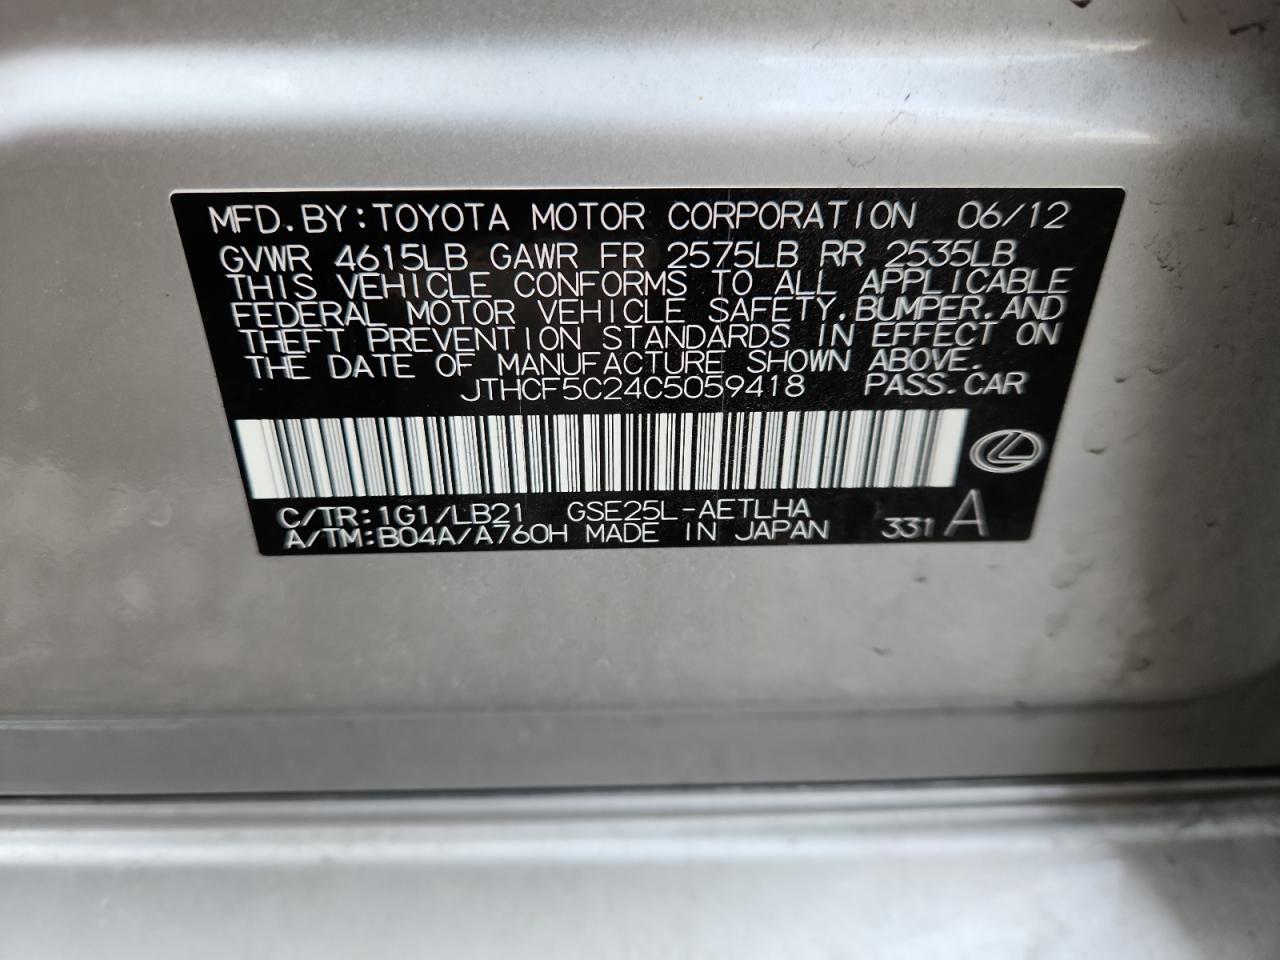 MFD. BY: TOYOTA MOTOR CORPORATION 06/12
GVWR 4615LB GAWR FR 2575LB RR 2535LB
THIS VEHICLE CONFORMS TO ALL APPLICABLE
FEDERAL MOTOR VEHICLE SAFETY, BUMPER, AND
THEFT PREVENTION STANDARDS IN EFFECT ON
THE DATE OF MANUFACTURE SHOWN ABOVE.
JTHCF5C24C5059418 PASS. CAR
C/TR: 1G1/LB21 GSE25L-AETLHA
A/TM: B04A/A760H MADE IN JAPAN 331 A